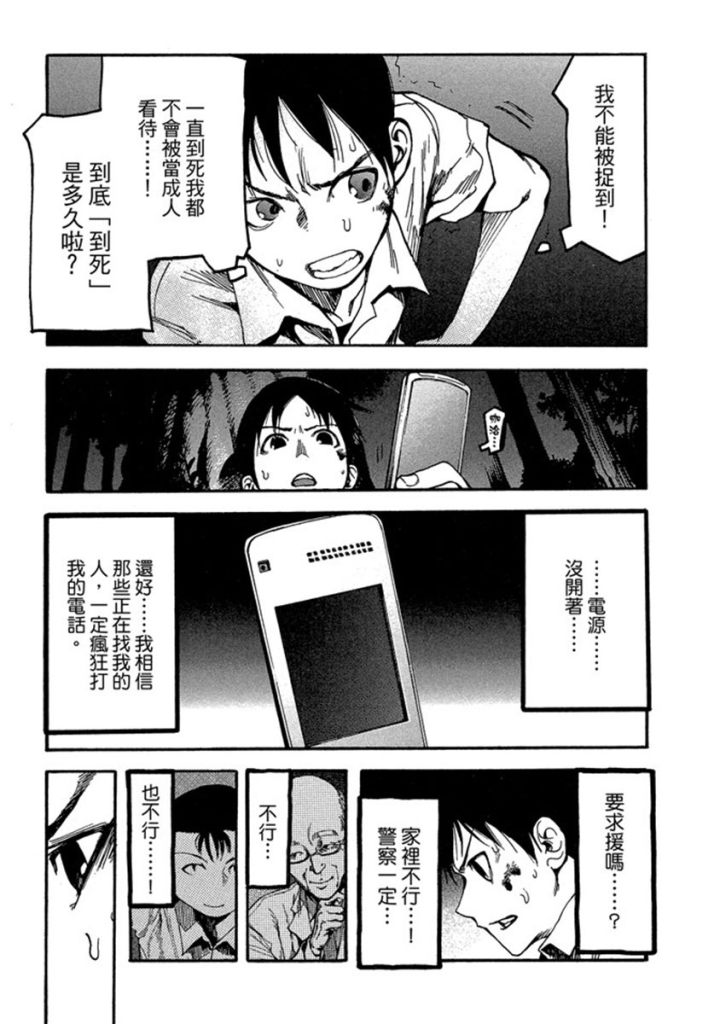 我不能被捉到！
一直到死我都
不會被當成人
看待……！
到底「到死」
是多久啦？
喀洽…
……電源……
沒開著……
還好……我相信
那些正在找我的
人，一定瘋狂打
我的電話。
要求援嗎……？
家裡不行…！
警察一定…
不行…
也不行……！